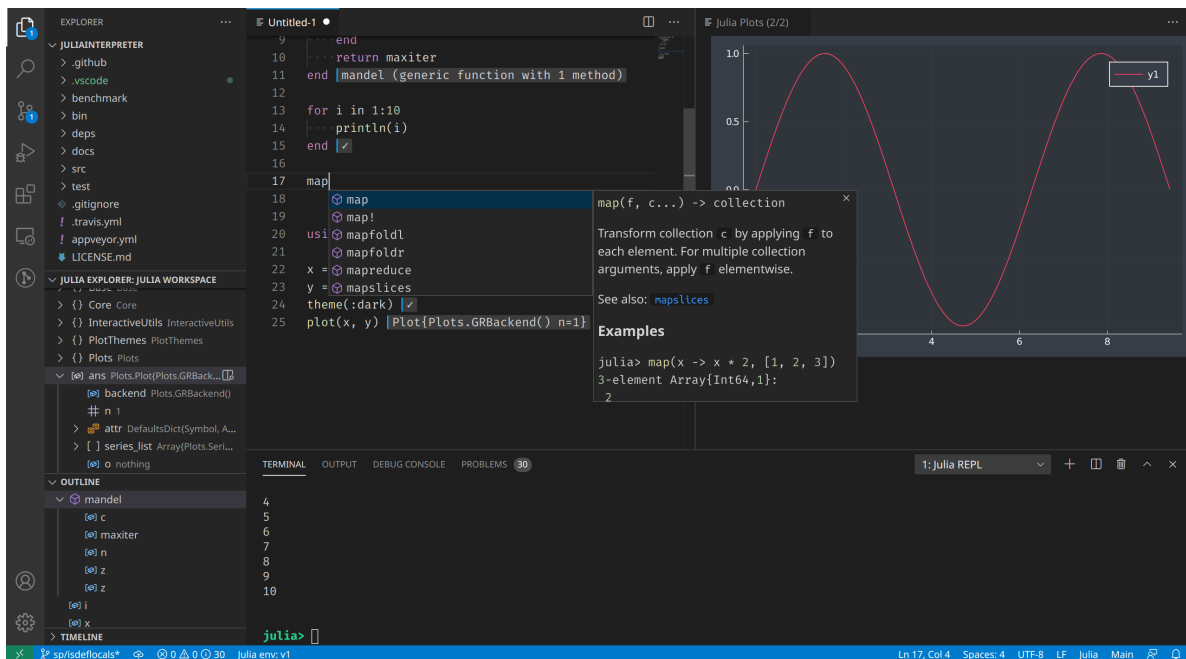 EXPLORER
JULIAINTERPRETER
.github
.vscode
benchmark
bin
deps
docs
src
test
.gitignore
.travis.yml
appveyor.yml
LICENSE.md
JULIA EXPLORER: JULIA WORKSPACE
{} Base Base
{} Core Core
{} InteractiveUtils InteractiveUtils
{} PlotThemes PlotThemes
{} Plots Plots
ans Plots.Plot{Plots.GRBack...
backend Plots.GRBackend()
n 1
attr DefaultsDict(Symbol, A...
[ ] series_list Array{Plots.Seri...
o nothing
OUTLINE
mandel
c
maxiter
n
z
z
i
x
TIMELINE
Untitled-1
9 end
10 return maxiter
11 end mandel (generic function with 1 method)
12
13 for i in 1:10
14 println(i)
15 end ✓
16
17 map
18
19
20 usi
21
22 x =
23 y =
24 theme(:dark) ✓
25 plot(x, y) Plot{Plots.GRBackend() n=1}
map
map!
mapfoldl
mapfoldr
mapreduce
mapslices
map(f, c...) -> collection
Transform collection c by applying f to
each element. For multiple collection
arguments, apply f elementwise.
See also: mapslices
Examples
julia> map(x -> x * 2, [1, 2, 3])
3-element Array{Int64,1}:
2
Julia Plots (2/2)
1.0
0.5
0.0
y1
4 6 8
TERMINAL OUTPUT DEBUG CONSOLE PROBLEMS 30
1: Julia REPL
4
5
6
7
8
9
10
julia>
1
1
sp/isdeflocals* 0 0 30 Julia env: v1
Ln 17, Col 4 Spaces: 4 UTF-8 LF Julia Main